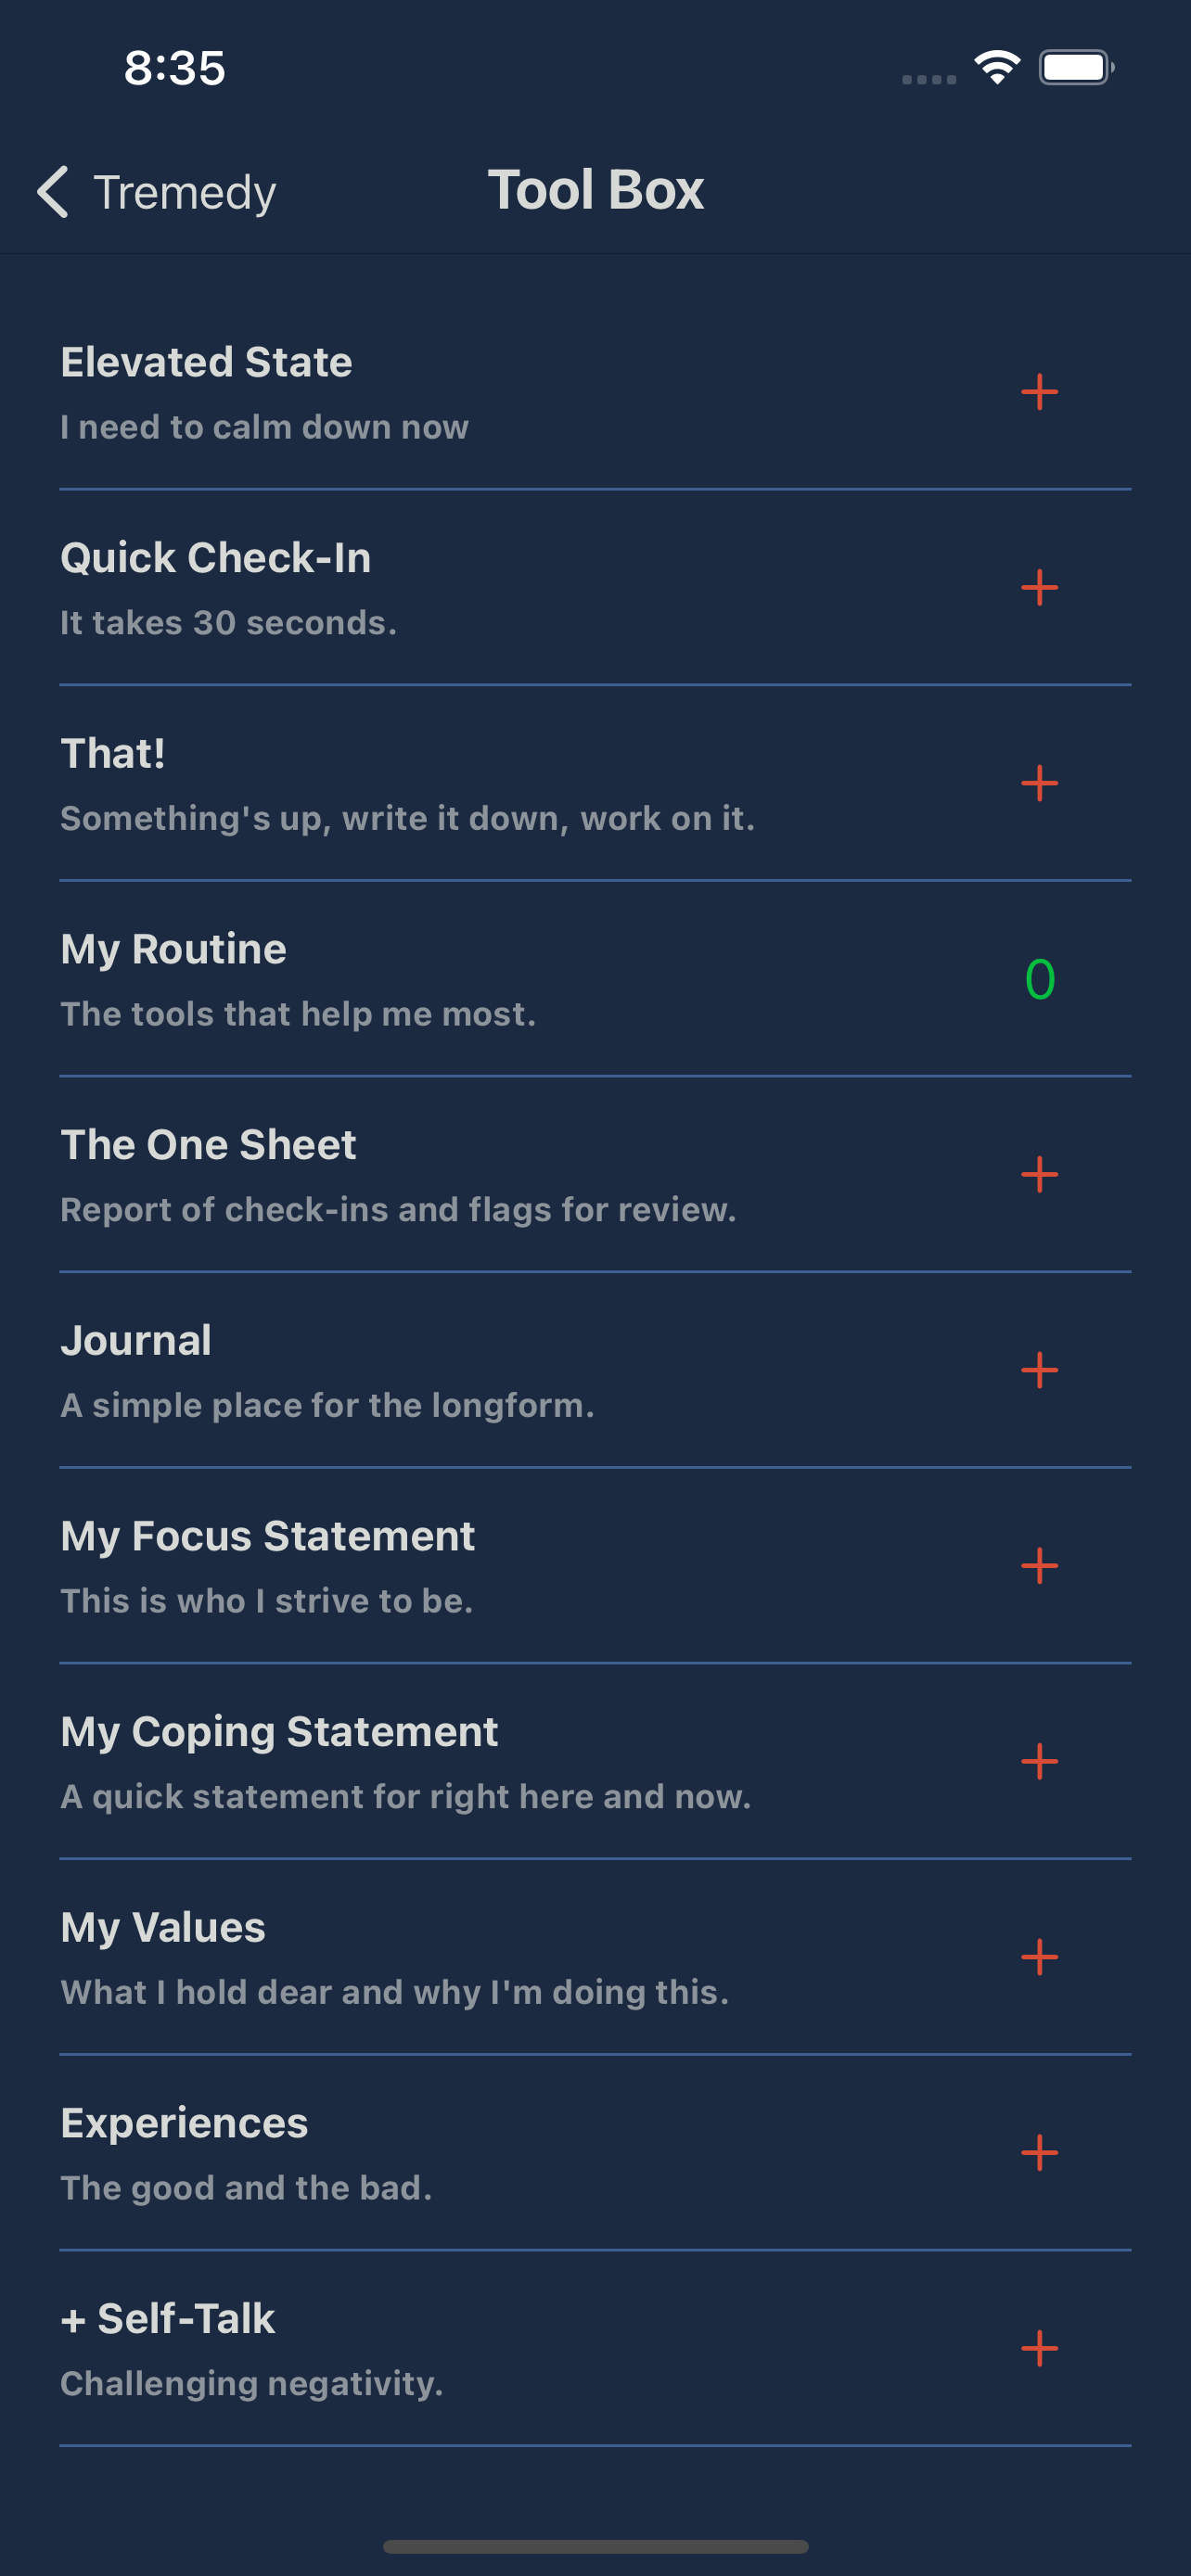 8:35
Tremedy
Tool Box
Elevated State
I need to calm down now
Quick Check-In
It takes 30 seconds.
That!
Something's up, write it down, work on it.
My Routine
0
The tools that help me most.
The One Sheet
Report of check-ins and flags for review.
Journal
A simple place for the longform.
My Focus Statement
This is who I strive to be.
My Coping Statement
A quick statement for right here and now.
My Values
What I hold dear and why I'm doing this.
Experiences
The good and the bad.
+ Self-Talk
Challenging negativity.